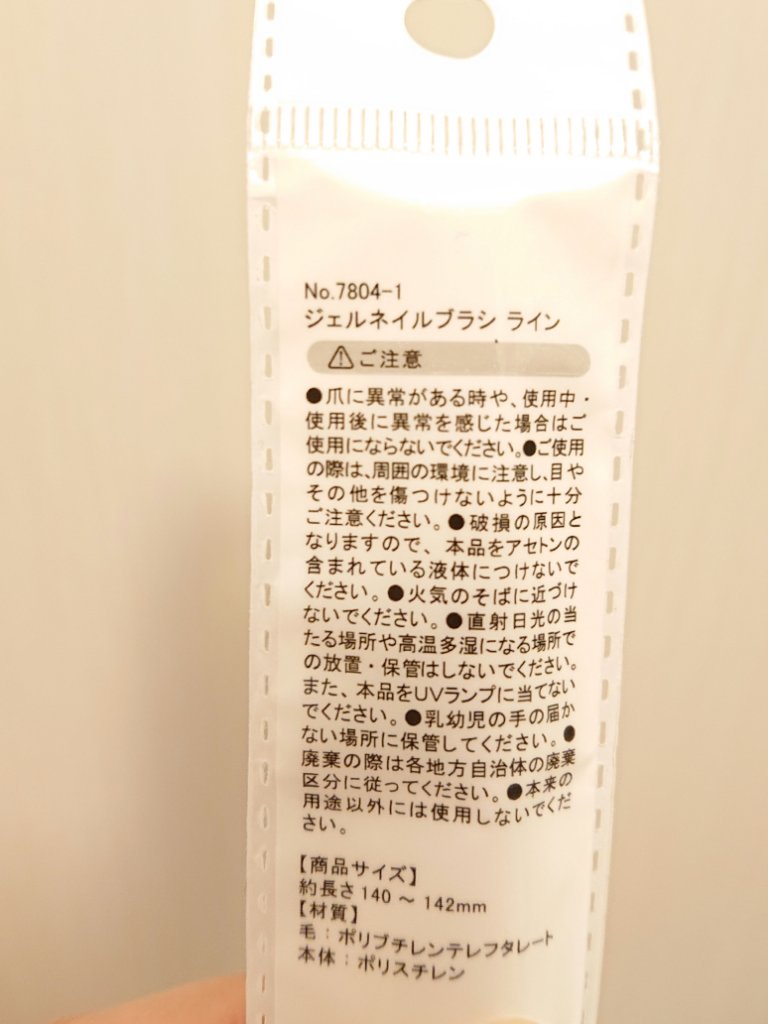 No.7804-1
ジェルネイルブラシ ライン
⚠ご注意
●爪に異常がある時や、使用中・
使用後に異常を感じた場合はご
使用にならないでください。●ご使用
の際は、周囲の環境に注意し、目や
その他を傷つけないように十分
ご注意ください。●破損の原因と
なりますので、本品をアセトンの
含まれている液体につけないで
ください。●火気のそばに近づけ
ないでください。●直射日光の当
たる場所や高温多湿になる場所で
の放置・保管はしないでください。
また、本品をUVランプに当てない
でください。●乳幼児の手の届か
ない場所に保管してください。●
廃棄の際は各地方自治体の廃棄
区分に従ってください。●本来の
用途以外には使用しないでくだ
さい。
【商品サイズ】
約長さ140 ～ 142mm
【材質】
毛：ポリブチレンテレフタレート
本体：ポリスチレン